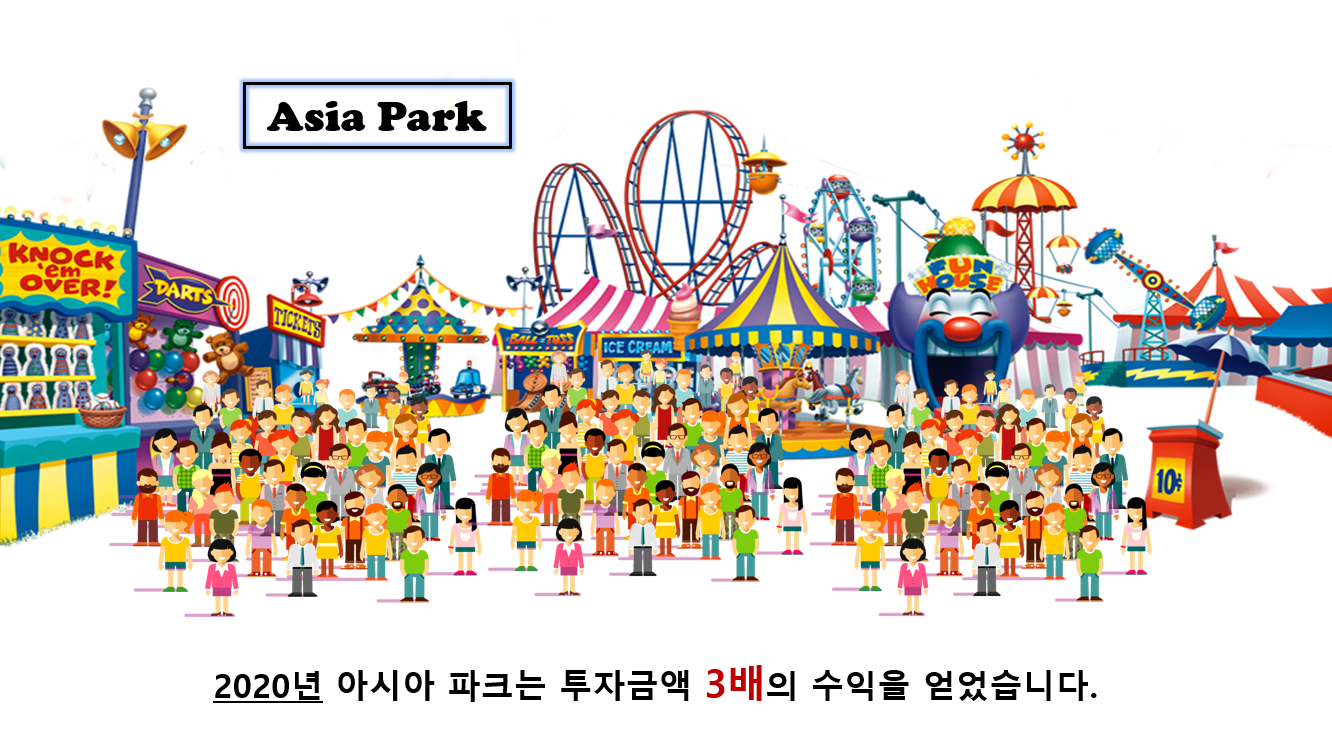 Asia Park
KNOCK
em
OVER!
DARTS
TICKETS
BALL-TOSS
ICE CREAM
FUN
HOUSE
10¢
2020년 아시아 파크는 투자금액 3배의 수익을 얻었습니다.